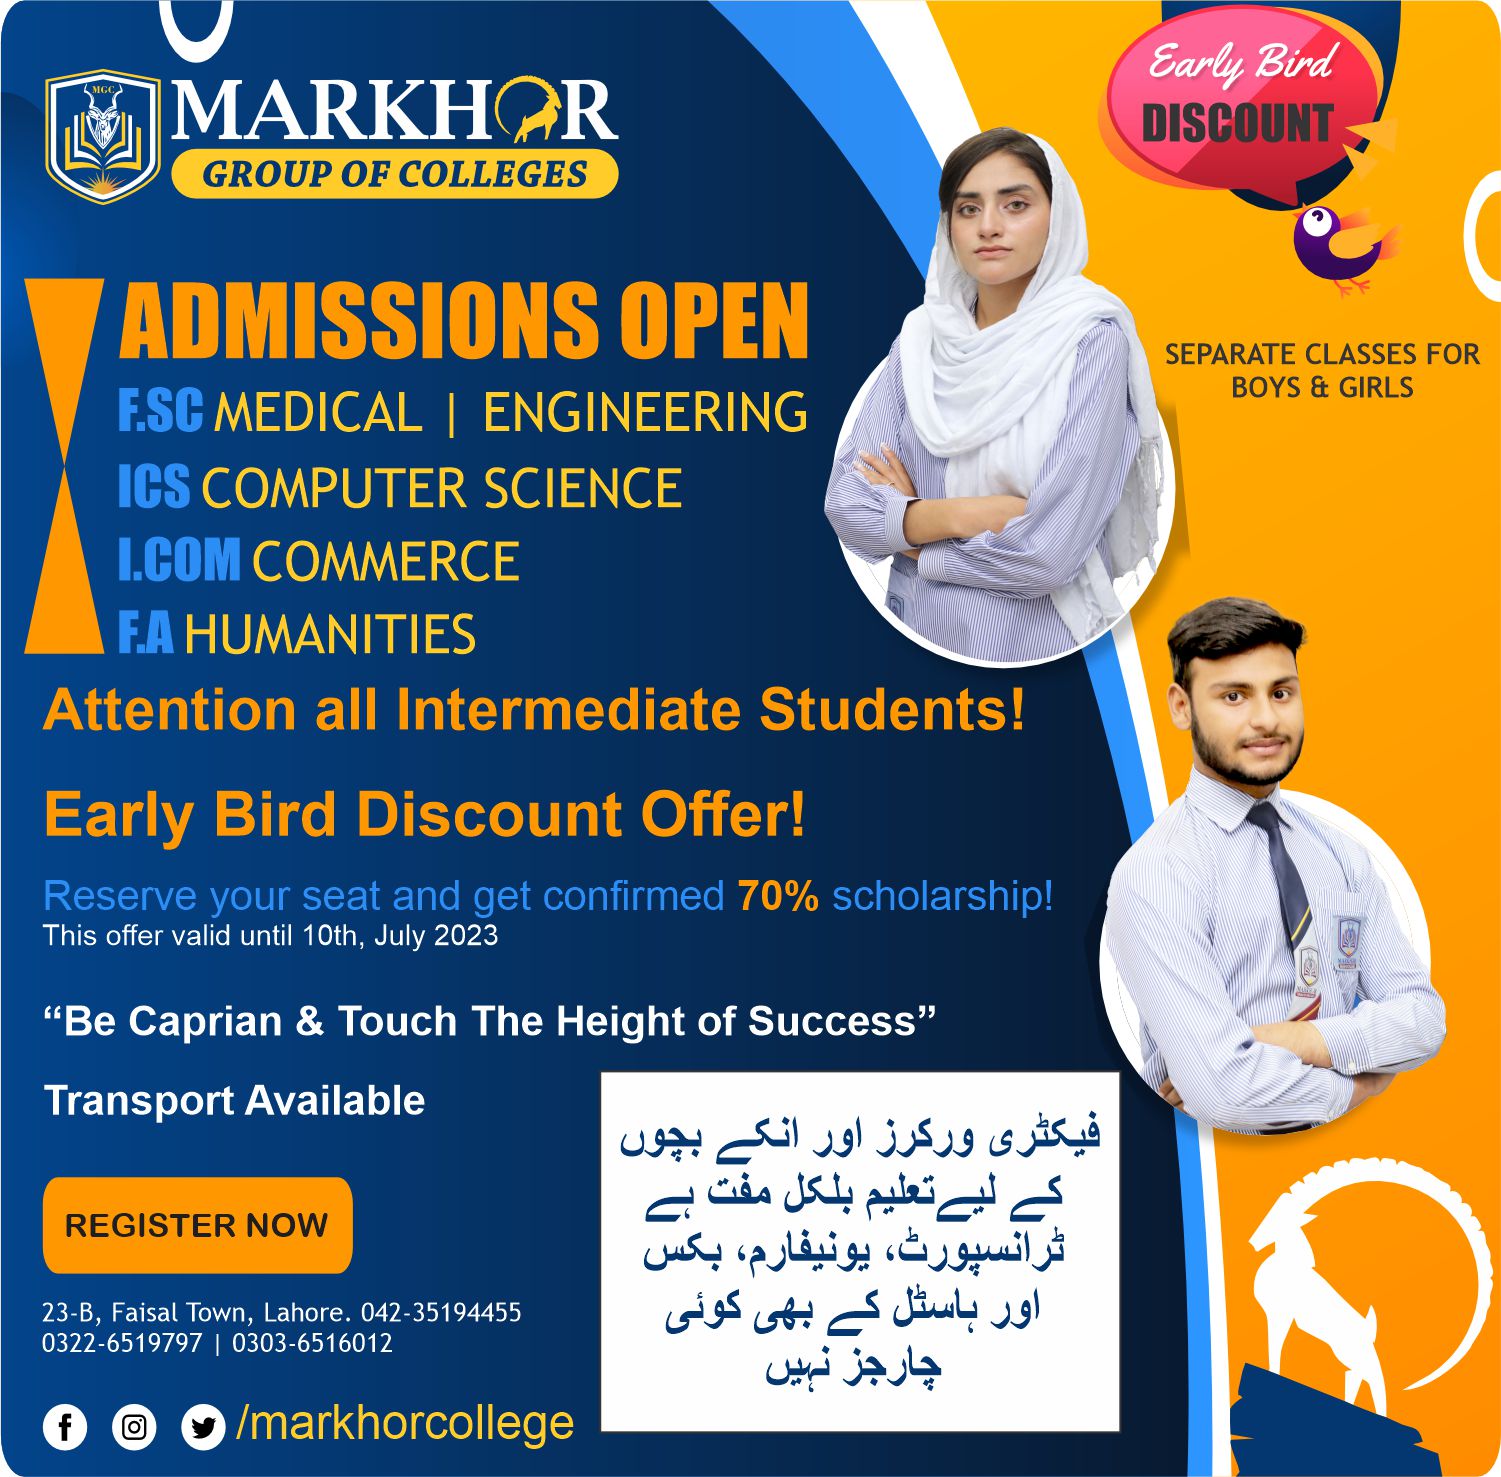 MGC
MARKHOR
GROUP OF COLLEGES
Early Bird
DISCOUNT
SEPARATE CLASSES FOR
BOYS & GIRLS
ADMISSIONS OPEN
F.SC MEDICAL | ENGINEERING
ICS COMPUTER SCIENCE
I.COM COMMERCE
F.A HUMANITIES
Attention all Intermediate Students!
Early Bird Discount Offer!
Reserve your seat and get confirmed 70% scholarship!
This offer valid until 10th, July 2023
“Be Caprian & Touch The Height of Success”
Transport Available
فیکٹری ورکرز اور انکے بچوں
کے لیےتعلیم بلکل مفت ہے
ٹرانسپورٹ، یونیفارم، بکس
اور ہاسٹل کے بھی کوئی
چارجز نہیں
REGISTER NOW
23-B, Faisal Town, Lahore. 042-35194455
0322-6519797 | 0303-6516012
/markhorcollege